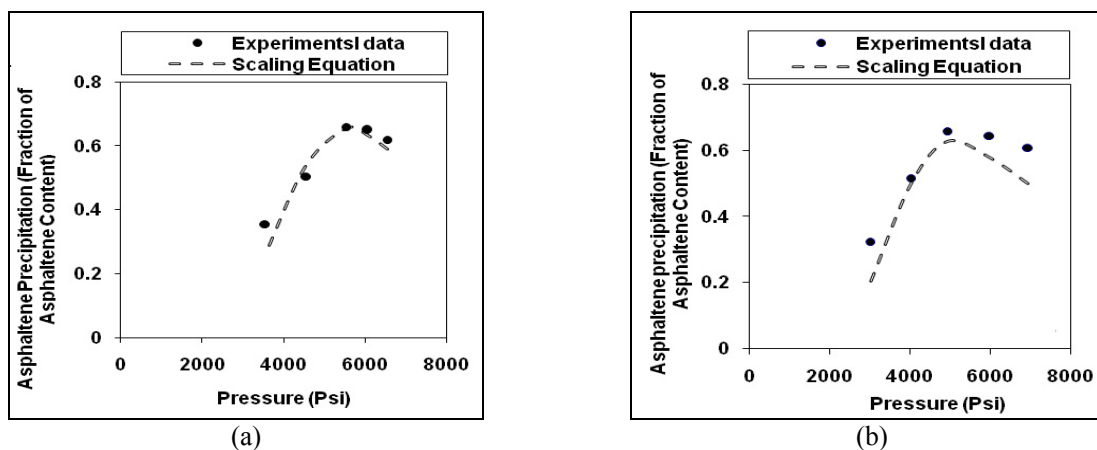 Experimentsl data
Scaling Equation
Asphaltene Precipitation (Fraction of
Asphaltene Content)
0.8
0.6
0.4
0.2
0
0
2000
4000
6000
8000
Pressure (Psi)
(a)
Experimentsl data
Scaling Equation
Asphaltene precipitation (Fraction of
Asphaltene Content)
0.8
0.6
0.4
0.2
0
0
2000
4000
6000
8000
Pressure (Psi)
(b)